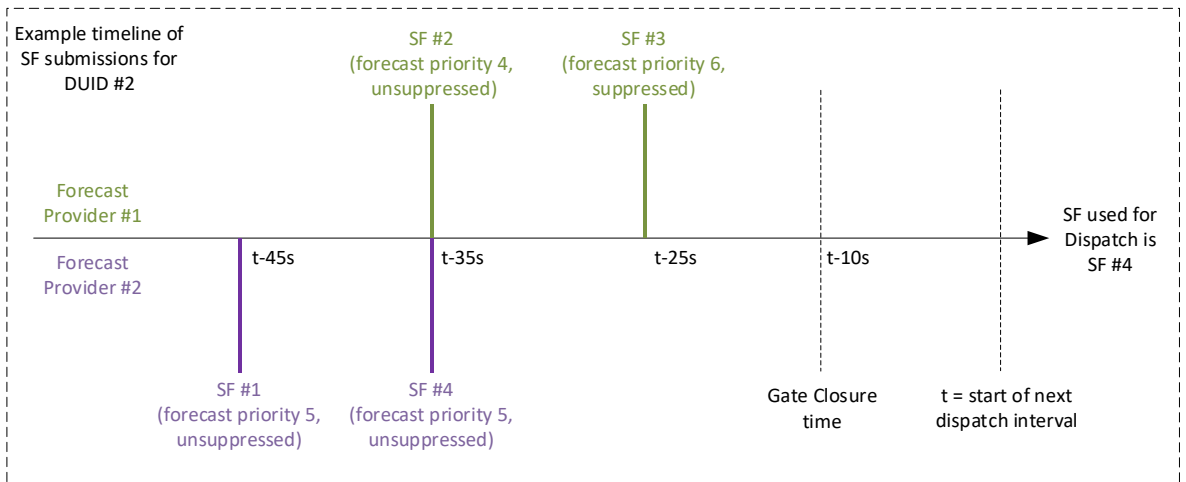 Example timeline of
SF submissions for
DUID #2
SF #2
(forecast priority 4,
unsuppressed)
SF #3
(forecast priority 6,
suppressed)
Forecast
Provider #1
Forecast
Provider #2
t-45s
t-35s
t-25s
t-10s
SF used for
Dispatch is
SF #4
SF #1
(forecast priority 5,
unsuppressed)
SF #4
(forecast priority 5,
unsuppressed)
Gate Closure
time
t = start of next
dispatch interval